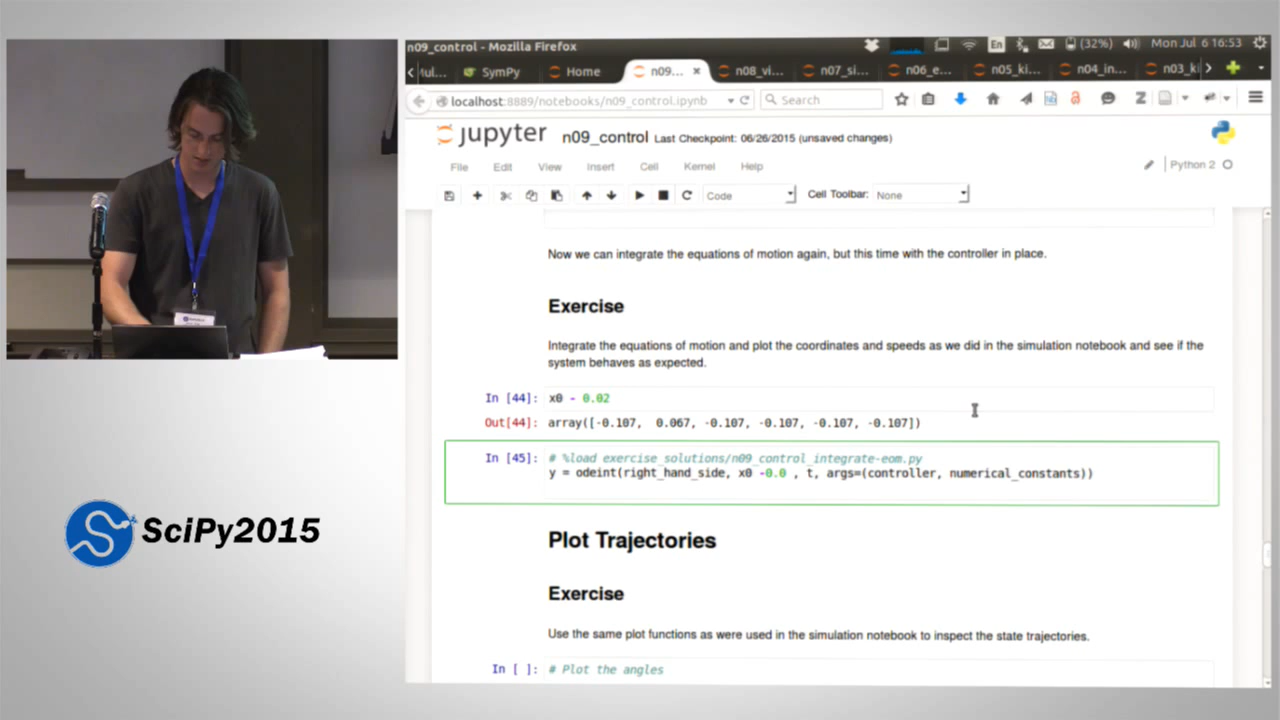 n09_control - Mozilla Firefox
(32%) Mon Jul 6 16:53
En
SymPy
Home
n09...
n08_vi...
n07_si...
n06_e...
n05_ki...
n04_in...
n03_ki
localhost:8889/notebooks/n09_control.ipynb
Search
jupyter n09_control Last Checkpoint: 06/26/2015 (unsaved changes)
File Edit View Insert Cell Kernel Help
Python 2
Code Cell Toolbar: None
Now we can integrate the equations of motion again, but this time with the controller in place.
Exercise
Integrate the equations of motion and plot the coordinates and speeds as we did in the simulation notebook and see if the
system behaves as expected.
In [44]: x0 - 0.02
Out[44]: array([-0.107, 0.067, -0.107, -0.107, -0.107, -0.107])
In [45]: # %load exercise_solutions/n09_control_integrate-eom.py
y = odeint(right_hand_side, x0 -0.0 , t, args=(controller, numerical_constants))
Plot Trajectories
Exercise
Use the same plot functions as were used in the simulation notebook to inspect the state trajectories.
In [ ]: # Plot the angles
SciPy2015